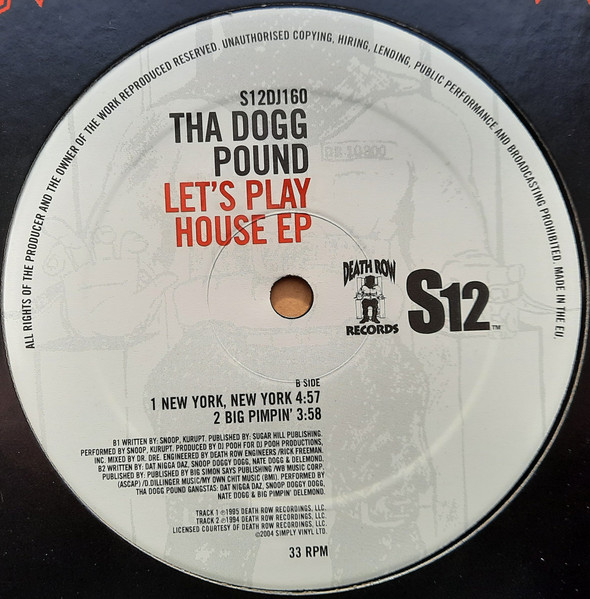 ALL RIGHTS OF THE PRODUCER AND THE OWNER OF THE WORK REPRODUCED RESERVED. UNAUTHORISED COPYING, HIRING, LENDING, PUBLIC PERFORMANCE AND BROADCASTING PROHIBITED. MADE IN THE EU.
S12DJ160
THA DOGG
POUND
LET'S PLAY
HOUSE EP
DEATH ROW
RECORDS
S12™
B SIDE
1 NEW YORK, NEW YORK 4:57
2 BIG PIMPIN' 3:58
B1 WRITTEN BY: SNOOP, KURUPT. PUBLISHED BY: SUGAR HILL PUBLISHING.
PERFORMED BY SNOOP, KURUPT. PRODUCED BY DJ POOH FOR DJ POOH PRODUCTIONS,
INC. MIXED BY DR. DRE. ENGINEERED BY DEATH ROW ENGINEERS/RICK FREEMAN.
B2 WRITTEN BY: DAT NIGGA DAZ, SNOOP DOGGY DOGG, NATE DOGG & DELEMOND.
PUBLISHED BY: PUBLISHED BY BIG SIMON SAYS PUBLISHING /WB MUSIC CORP.
(ASCAP) /D.DILLINGER MUSIC/MY OWN CHIT MUSIC (BMI). PERFORMED BY
THA DOGG POUND GANGSTAS: DAT NIGGA DAZ, SNOOP DOGGY DOGG,
NATE DOGG & BIG PIMPIN' DELEMOND.
TRACK 1 ℗1995 DEATH ROW RECORDINGS, LLC.
TRACK 2 ℗1994 DEATH ROW RECORDINGS, LLC.
LICENSED COURTESY OF DEATH ROW RECORDINGS, LLC.
©2004 SIMPLY VINYL LTD.
33 RPM